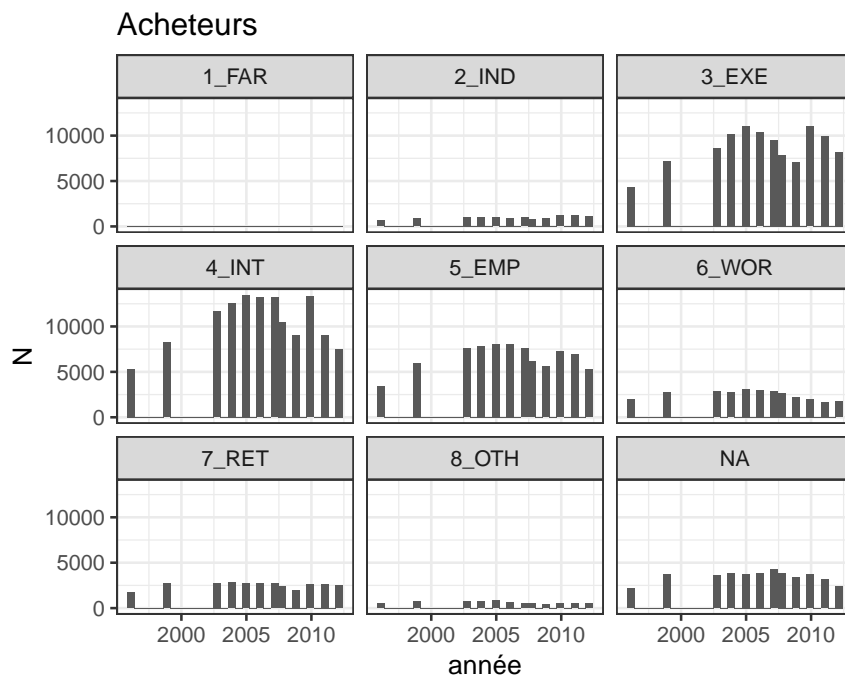 Acheteurs
1_FAR 2_IND 3_EXE
10000
5000
0
4_INT 5_EMP 6_WOR
10000
5000
0
N
7_RET 8_OTH NA
10000
5000
0
2000 2005 2010 2000 2005 2010 2000 2005 2010
année